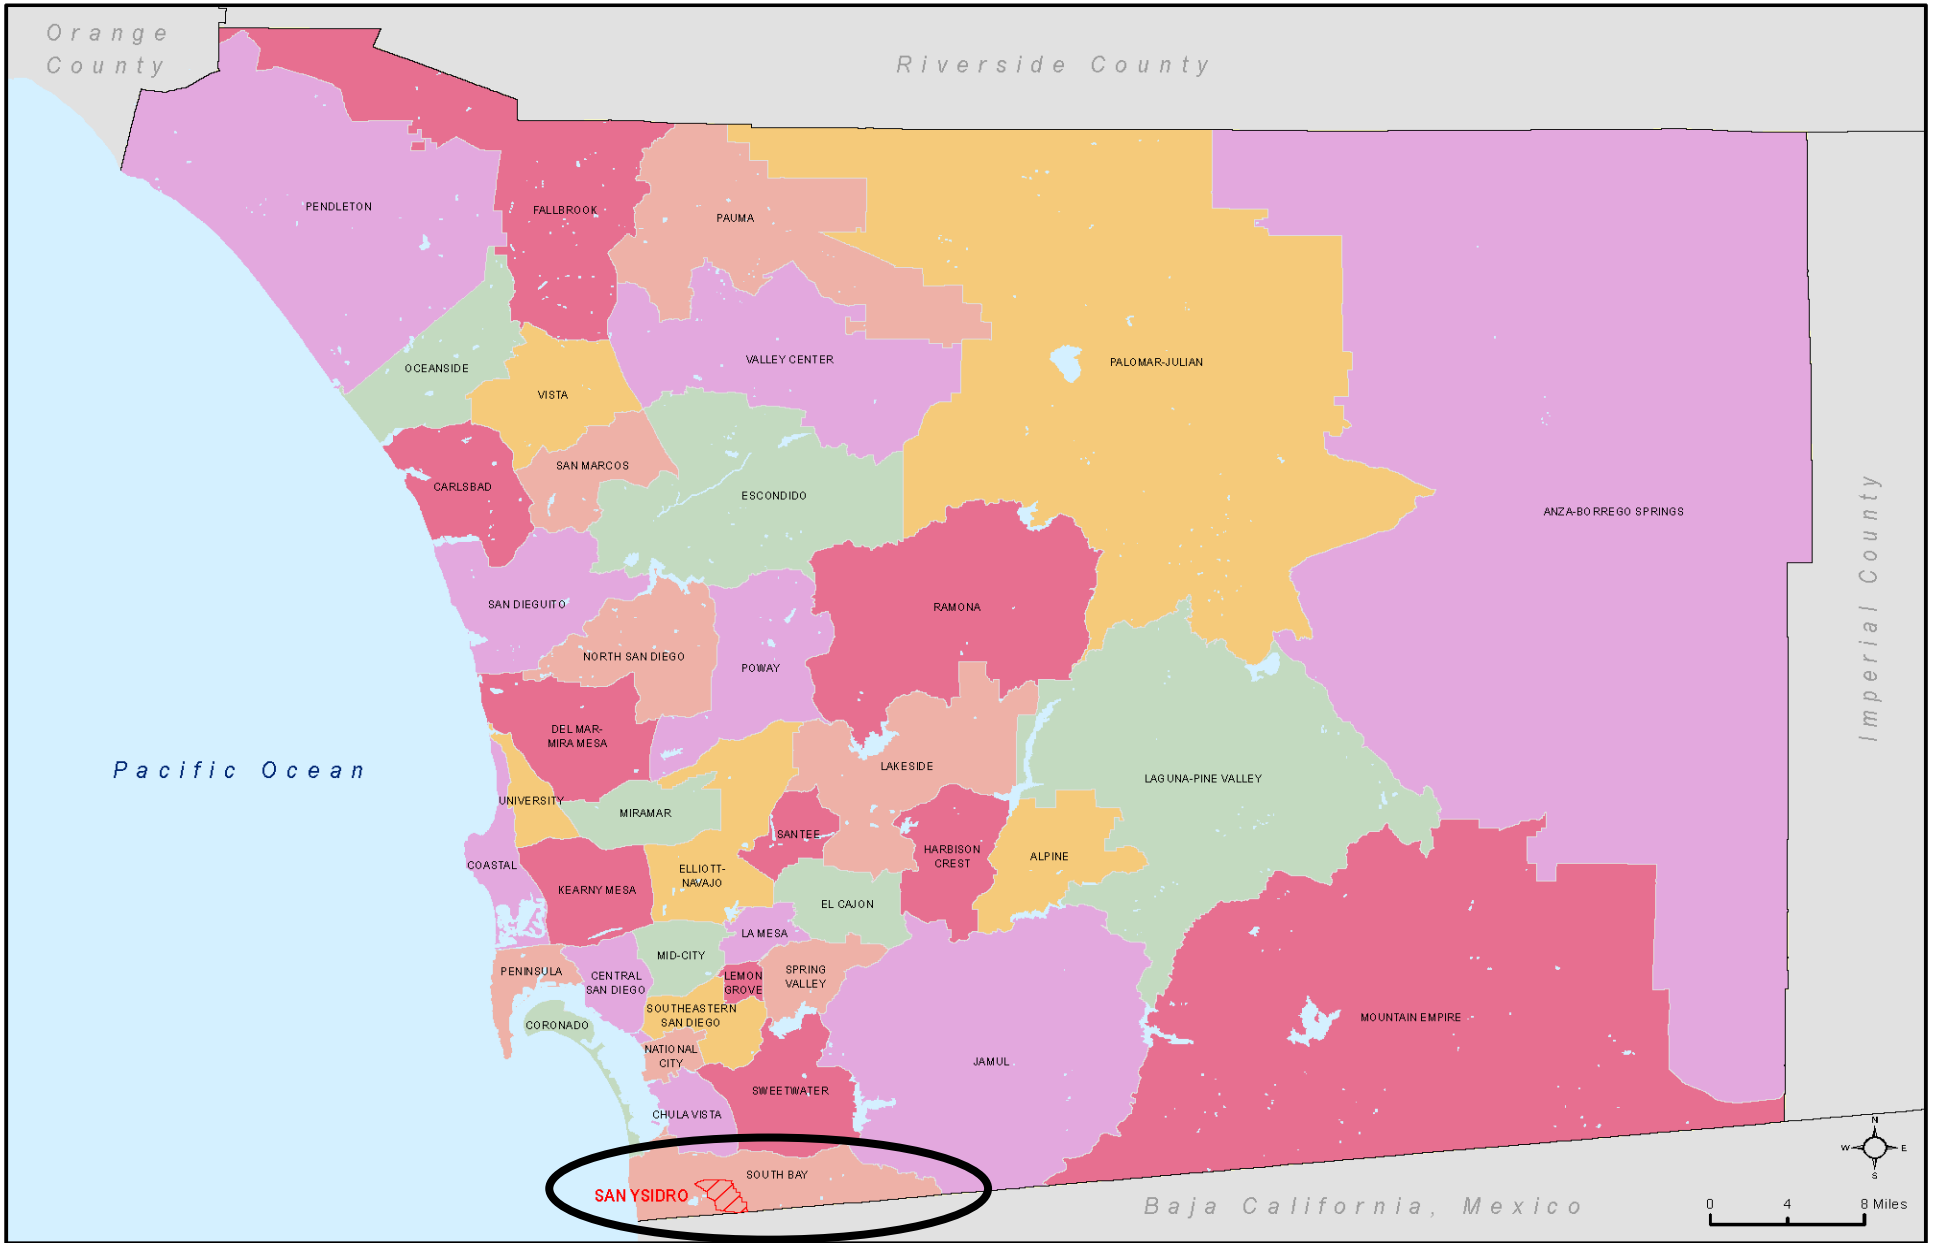 Orange
County
Riverside County
PENDLETON
FALLBROOK
PAUMA
OCEANSIDE
VALLEY CENTER
PALOMAR-JULIAN
VISTA
SAN MARCOS
CARLSBAD
ESCONDIDO
ANZA-BORREGO SPRINGS
Imperial County
SAN DIEGUITO
RAMONA
NORTH SAN DIEGO
POWAY
DEL MAR-
MIRA MESA
Pacific Ocean
LAKESIDE
LAGUNA-PINE VALLEY
UNIVERSITY
MIRAMAR
SANTEE
HARBISON
CREST
ALPINE
COASTAL
ELLIOTT-
NAVAJO
KEARNY MESA
EL CAJON
LA MESA
MID-CITY
PENINSULA
CENTRAL
SAN DIEGO
LEMON
GROVE
SPRING
VALLEY
SOUTHEASTERN
SAN DIEGO
CORONADO
MOUNTAIN EMPIRE
NATIONAL
CITY
JAMUL
SWEETWATER
CHULA VISTA
SOUTH BAY
SAN YSIDRO
Baja California, Mexico
N
W E
S
0 4 8 Miles